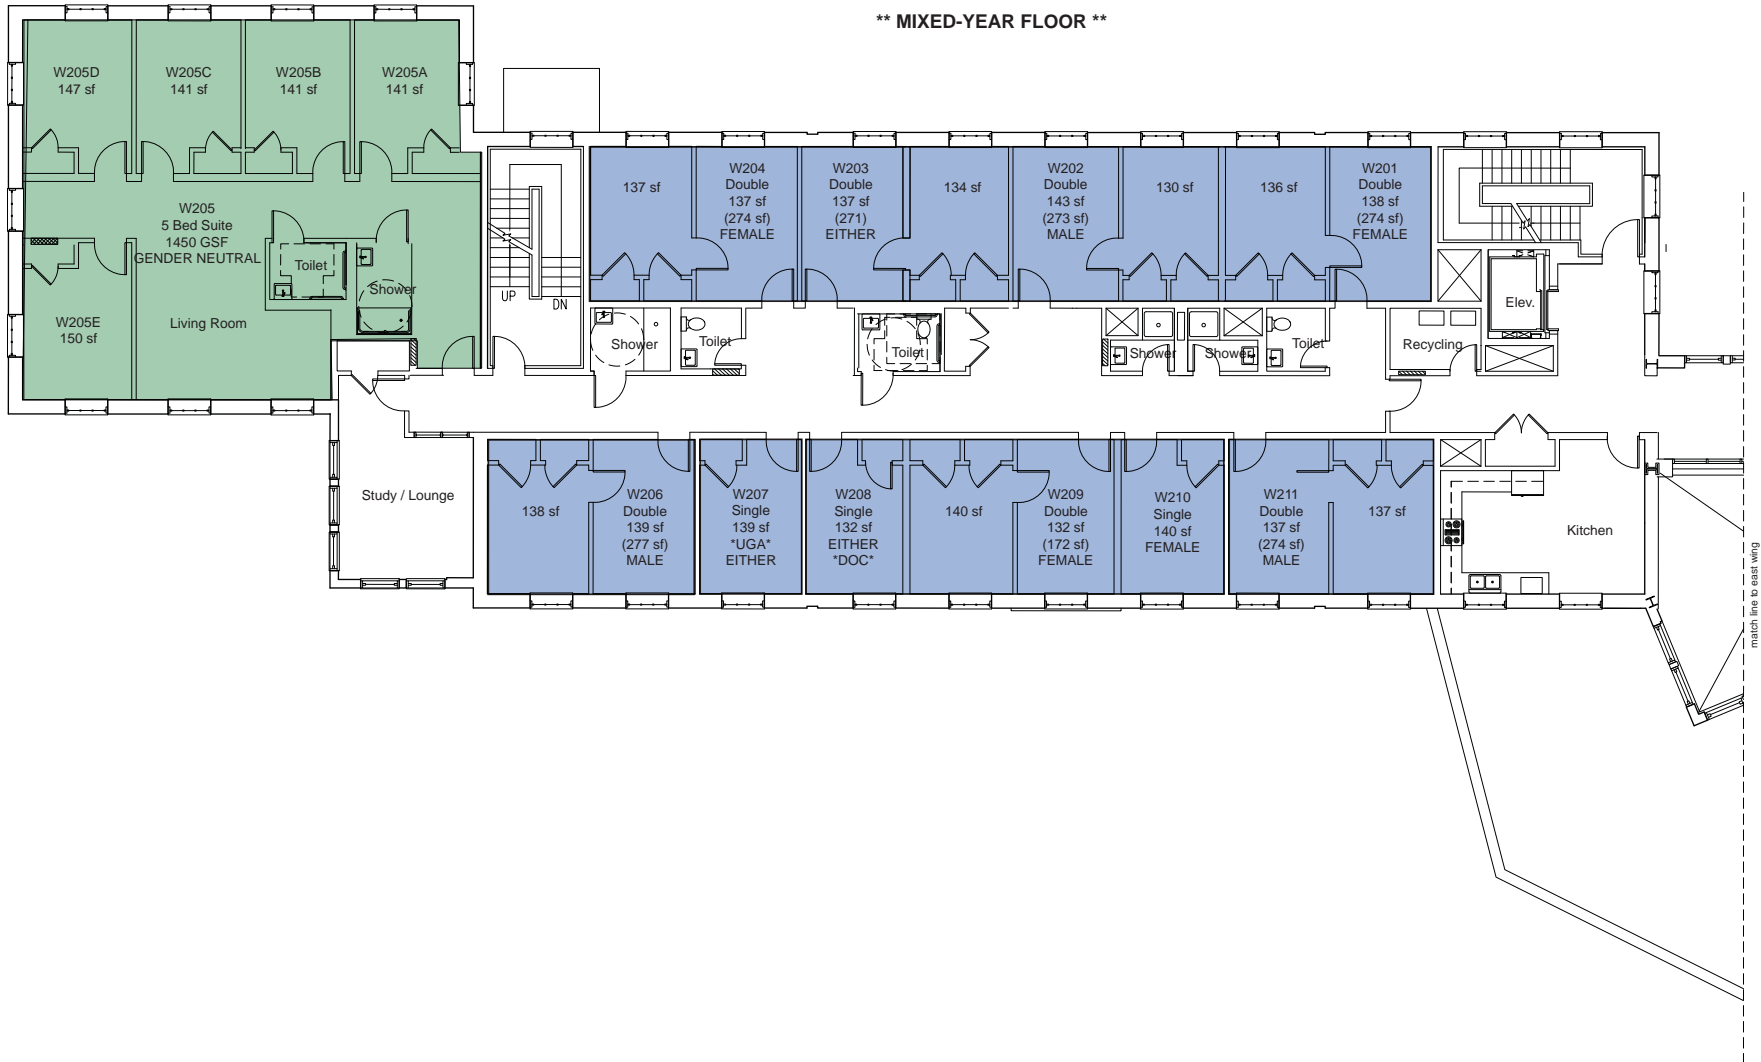 ** MIXED-YEAR FLOOR **
W205D
147 sf
W205C
141 sf
W205B
141 sf
W205A
141 sf
W205
5 Bed Suite
1450 GSF
GENDER NEUTRAL
Toilet
Shower
W205E
150 sf
Living Room
UP
DN
137 sf
W204
Double
137 sf
(274 sf)
FEMALE
W203
Double
137 sf
(271)
EITHER
134 sf
W202
Double
143 sf
(273 sf)
MALE
130 sf
136 sf
W201
Double
138 sf
(274 sf)
FEMALE
Elev.
Shower
Toilet
Toilet
Shower
Shower
Toilet
Recycling
Study / Lounge
138 sf
W206
Double
139 sf
(277 sf)
MALE
W207
Single
139 sf
*UGA*
EITHER
W208
Single
132 sf
EITHER
*DOC*
140 sf
W209
Double
132 sf
(172 sf)
FEMALE
W210
Single
140 sf
FEMALE
W211
Double
137 sf
(274 sf)
MALE
137 sf
Kitchen
match line to east wing